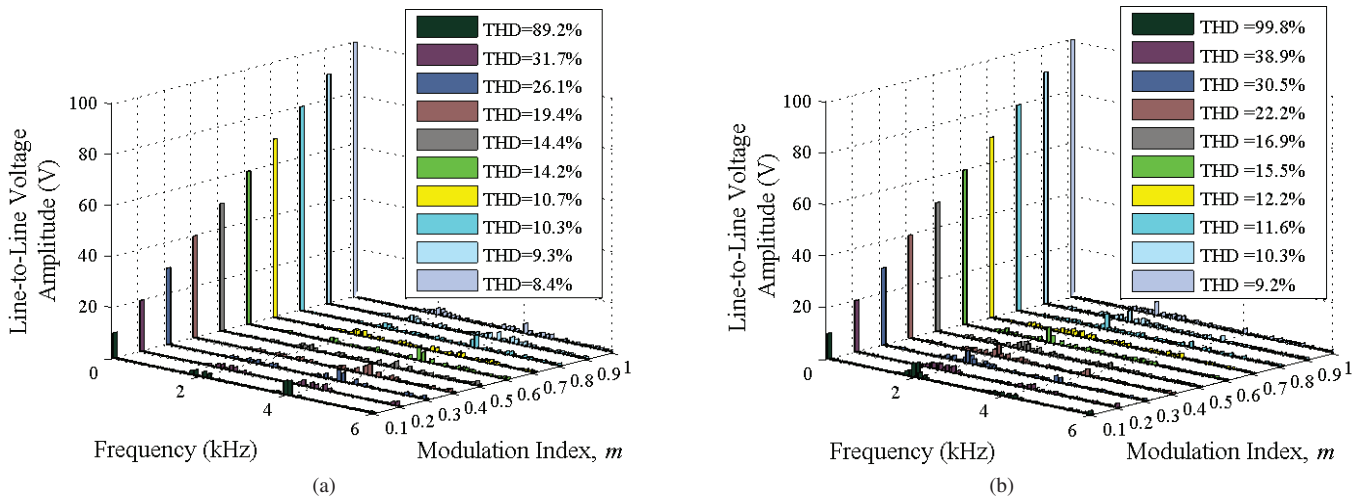 THD=89.2%
THD=31.7%
THD=26.1%
THD=19.4%
THD=14.4%
THD=14.2%
THD=10.7%
THD=10.3%
THD=9.3%
THD=8.4%
Line-to-Line Voltage
Amplitude (V)
100
80
60
40
20
0
0
2
4
6
Frequency (kHz)
0.1
0.2
0.3
0.4
0.5
0.6
0.7
0.8
0.9
1
Modulation Index, m
(a)
THD=99.8%
THD=38.9%
THD=30.5%
THD=22.2%
THD=16.9%
THD=15.5%
THD=12.2%
THD=11.6%
THD=10.3%
THD=9.2%
Line-to-Line Voltage
Amplitude (V)
100
80
60
40
20
0
0
2
4
6
Frequency (kHz)
0.1
0.2
0.3
0.4
0.5
0.6
0.7
0.8
0.9
1
Modulation Index, m
(b)